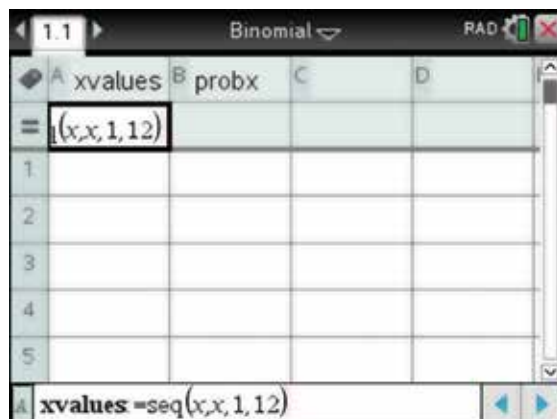 1.1 Binomial RAD
A xvalues B probx C D
= q(x,x,1,12)
1
2
3
4
5
A xvalues:=seq(x,x,1,12)